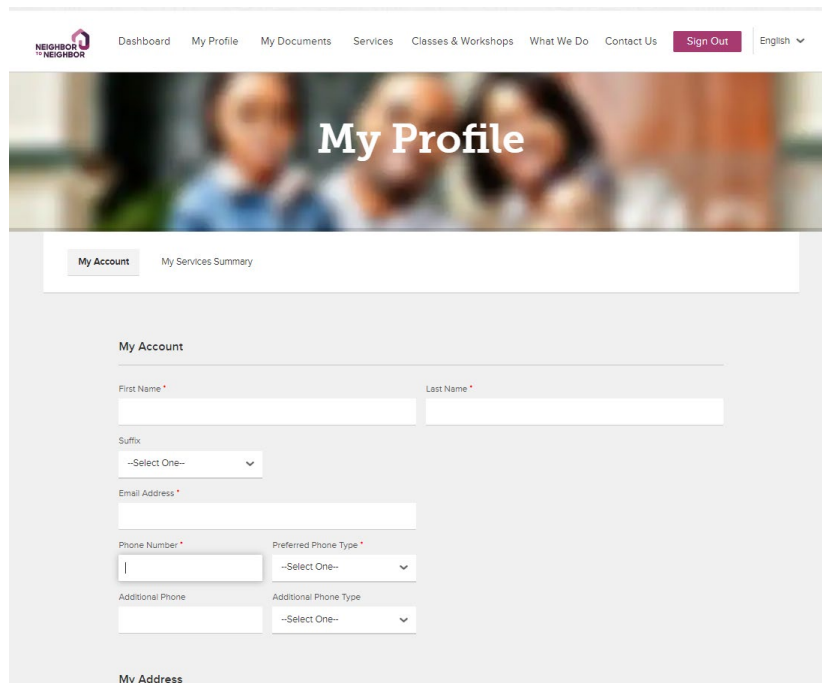 NEIGHBOR
TO NEIGHBOR
Dashboard My Profile My Documents Services Classes & Workshops What We Do Contact Us Sign Out English
My Profile
My Account My Services Summary
My Account
First Name * Last Name *
Suffix
--Select One--
Email Address *
Phone Number * Preferred Phone Type *
--Select One--
Additional Phone Additional Phone Type
--Select One--
My Address